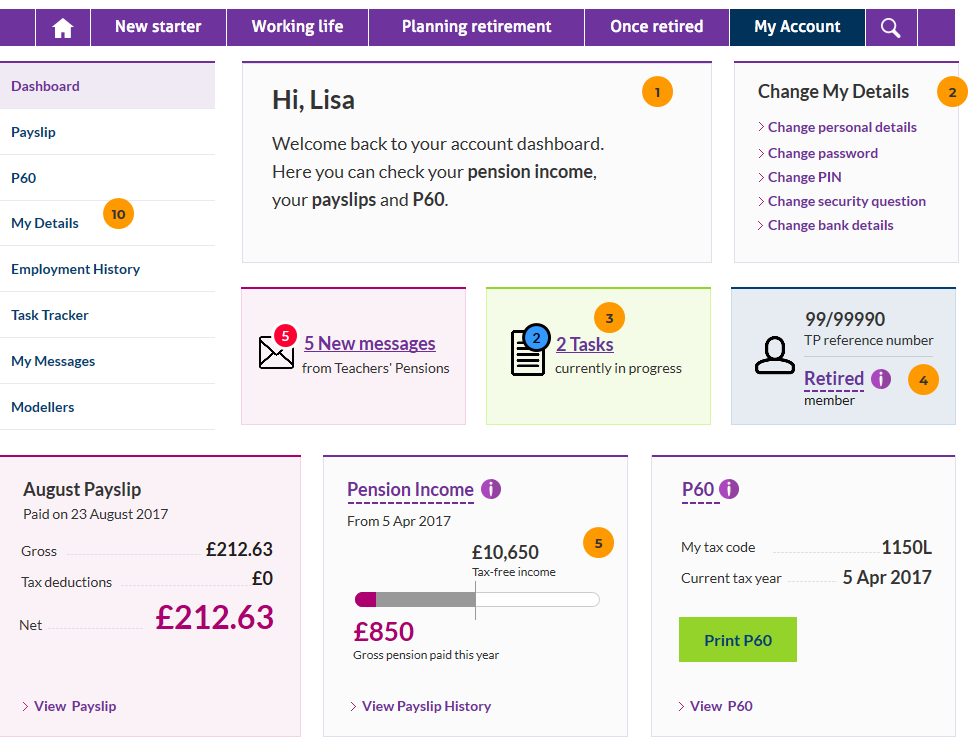 New starter
Working life
Planning retirement
Once retired
My Account
Dashboard
Payslip
P60
My Details
10
Employment History
Task Tracker
My Messages
Modellers
Hi, Lisa
1
Welcome back to your account dashboard.
Here you can check your pension income,
your payslips and P60.
Change My Details
2
> Change personal details
> Change password
> Change PIN
> Change security question
> Change bank details
5
5 New messages
from Teachers' Pensions
3
2
2 Tasks
currently in progress
99/99990
TP reference number
Retired i
4
member
August Payslip
Paid on 23 August 2017
Gross £212.63
Tax deductions £0
Net £212.63
> View Payslip
Pension Income i
From 5 Apr 2017
5
£10,650
Tax-free income
£850
Gross pension paid this year
> View Payslip History
P60 i
My tax code 1150L
Current tax year 5 Apr 2017
Print P60
> View P60